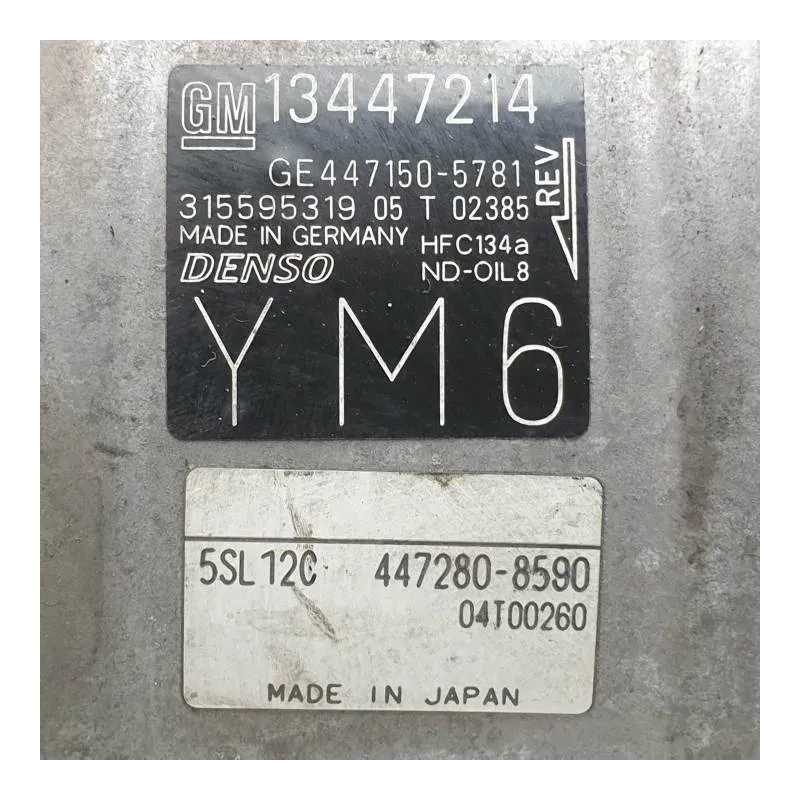 GM 13447214
GE447150-5781
315595319 05 T 02385
REV
MADE IN GERMANY HFC134a
DENSO ND-OIL8
YM6
5SL12C 447280-8590
04T00260
MADE IN JAPAN